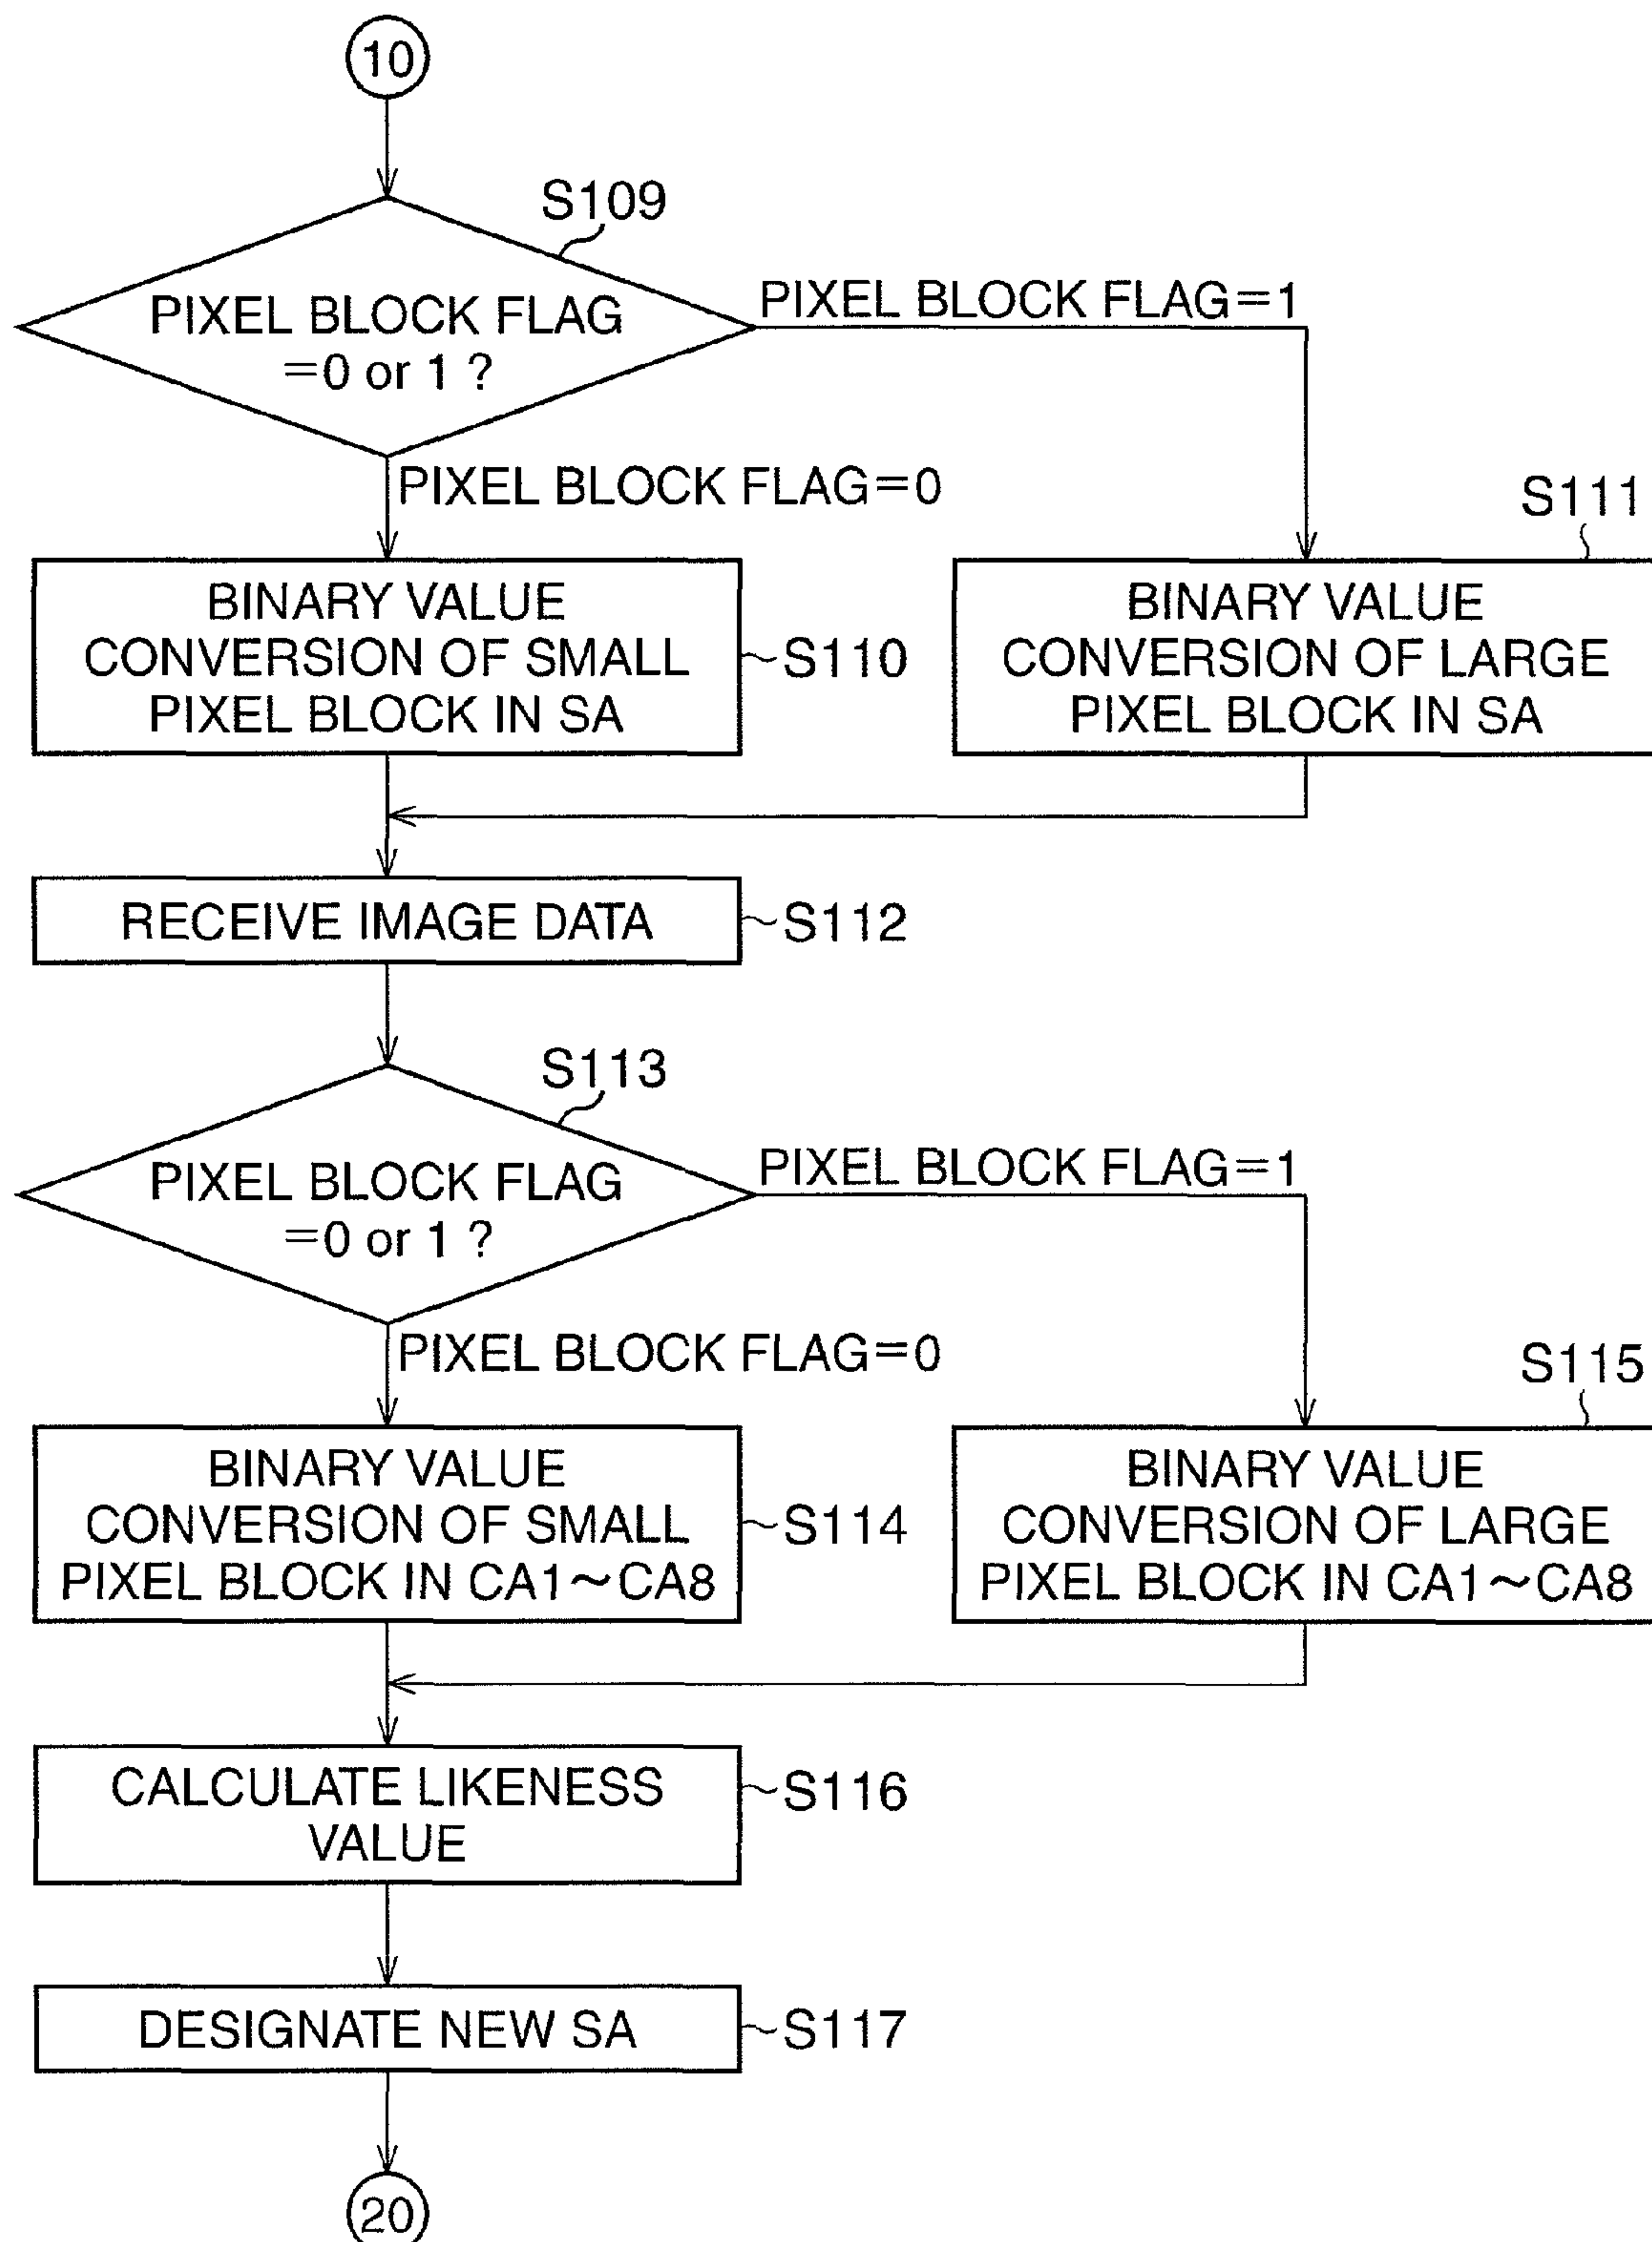 10
S109
PIXEL BLOCK FLAG
=0 or 1 ?
PIXEL BLOCK FLAG=1
PIXEL BLOCK FLAG=0
S111
BINARY VALUE
CONVERSION OF SMALL
PIXEL BLOCK IN SA
S110
BINARY VALUE
CONVERSION OF LARGE
PIXEL BLOCK IN SA
RECEIVE IMAGE DATA
S112
S113
PIXEL BLOCK FLAG
=0 or 1 ?
PIXEL BLOCK FLAG=1
PIXEL BLOCK FLAG=0
S115
BINARY VALUE
CONVERSION OF SMALL
PIXEL BLOCK IN CA1~CA8
S114
BINARY VALUE
CONVERSION OF LARGE
PIXEL BLOCK IN CA1~CA8
CALCULATE LIKENESS
VALUE
S116
DESIGNATE NEW SA
S117
20